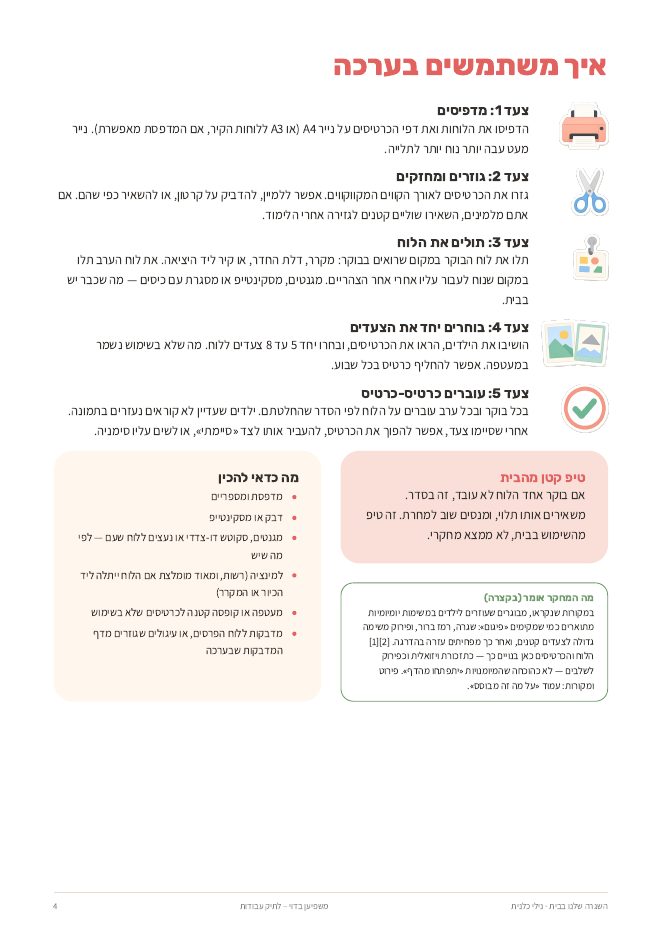 איך משתמשים בערכה
צעד 1: מדפיסים
הדפיסו את הלוחות ואת דפי הכרטיסים על נייר A4 (או A3 ללוחות הקיר, אם המדפסת מאפשרת). נייר
מעט עבה יותר נוח יותר לתלייה.
צעד 2: גוזרים ומחזקים
גזרו את הכרטיסים לאורך הקווים המקווקווים. אפשר ללמיין, להדביק על קרטון, או להשאיר כפי שהם. אם
אתם מלמינים, השאירו שוליים קטנים לגזירה אחרי הלימוד.
צעד 3: תולים את הלוח
תלו את לוח הבוקר במקום שרואים בבוקר: מקרר, דלת החדר, או קיר ליד היציאה. את לוח הערב תלו
במקום שנוח לעבור עליו אחרי אחר הצהריים. מגנטים, מסקינטייפ או מסגרת עם כיסים — מה שכבר יש
בבית.
צעד 4: בוחרים יחד את הצעדים
הושיבו את הילדים, הראו את הכרטיסים, ובחרו יחד 5 עד 8 צעדים ללוח. מה שלא בשימוש נשמר
במעטפה. אפשר להחליף כרטיס בכל שבוע.
צעד 5: עוברים כרטיס-כרטיס
בכל בוקר ובכל ערב עוברים על הלוח לפי הסדר שהחלטתם. ילדים שעדיין לא קוראים נעזרים בתמונה.
אחרי שסיימו צעד, אפשר להפוך את הכרטיס, להעביר אותו לצד «סיימתי», או לשים עליו סימניה.
טיפ קטן מהבית
אם בוקר אחד הלוח לא עובד, זה בסדר.
משאירים אותו תלוי, ומנסים שוב למחרת. זה טיפ
מהשימוש בבית, לא ממצא מחקרי.
מה המחקר אומר (בקצרה)
במקורות שנקראו, מבוגרים שעוזרים לילדים במשימות יומיומיות
מתוארים כמי שמקימים «פיגום»: שגרה, רמז ברור, ופירוק משימה
גדולה לצעדים קטנים, ואחר כך מפחיתים עזרה בהדרגה. [2][1]
הלוח והכרטיסים כאן בנויים כך — כתזכורת ויזואלית וכפירוק
לשלבים — לא כהוכחה שהמיומנויות «יתפתחו מהדף». פירוט
ומקורות: עמוד «על מה זה מבוסס».
מה כדאי להכין
• מדפסת ומספריים
• דבק או מסקינטייפ
• מגנטים, סקוטש דו-צדדי או נעצים ללוח שעם — לפי
מה שיש
• למינציה (רשות, ומאוד מומלצת אם הלוח ייתלה ליד
הכיור או המקרר)
• מעטפה או קופסה קטנה לכרטיסים שלא בשימוש
• מדבקות ללוח הפרסים, או עיגולים שגוזרים מדף
המדבקות שבערכה
השגרה שלנו בבית · נילי כלנית
משפיען בדוי – לתיק עבודות
4